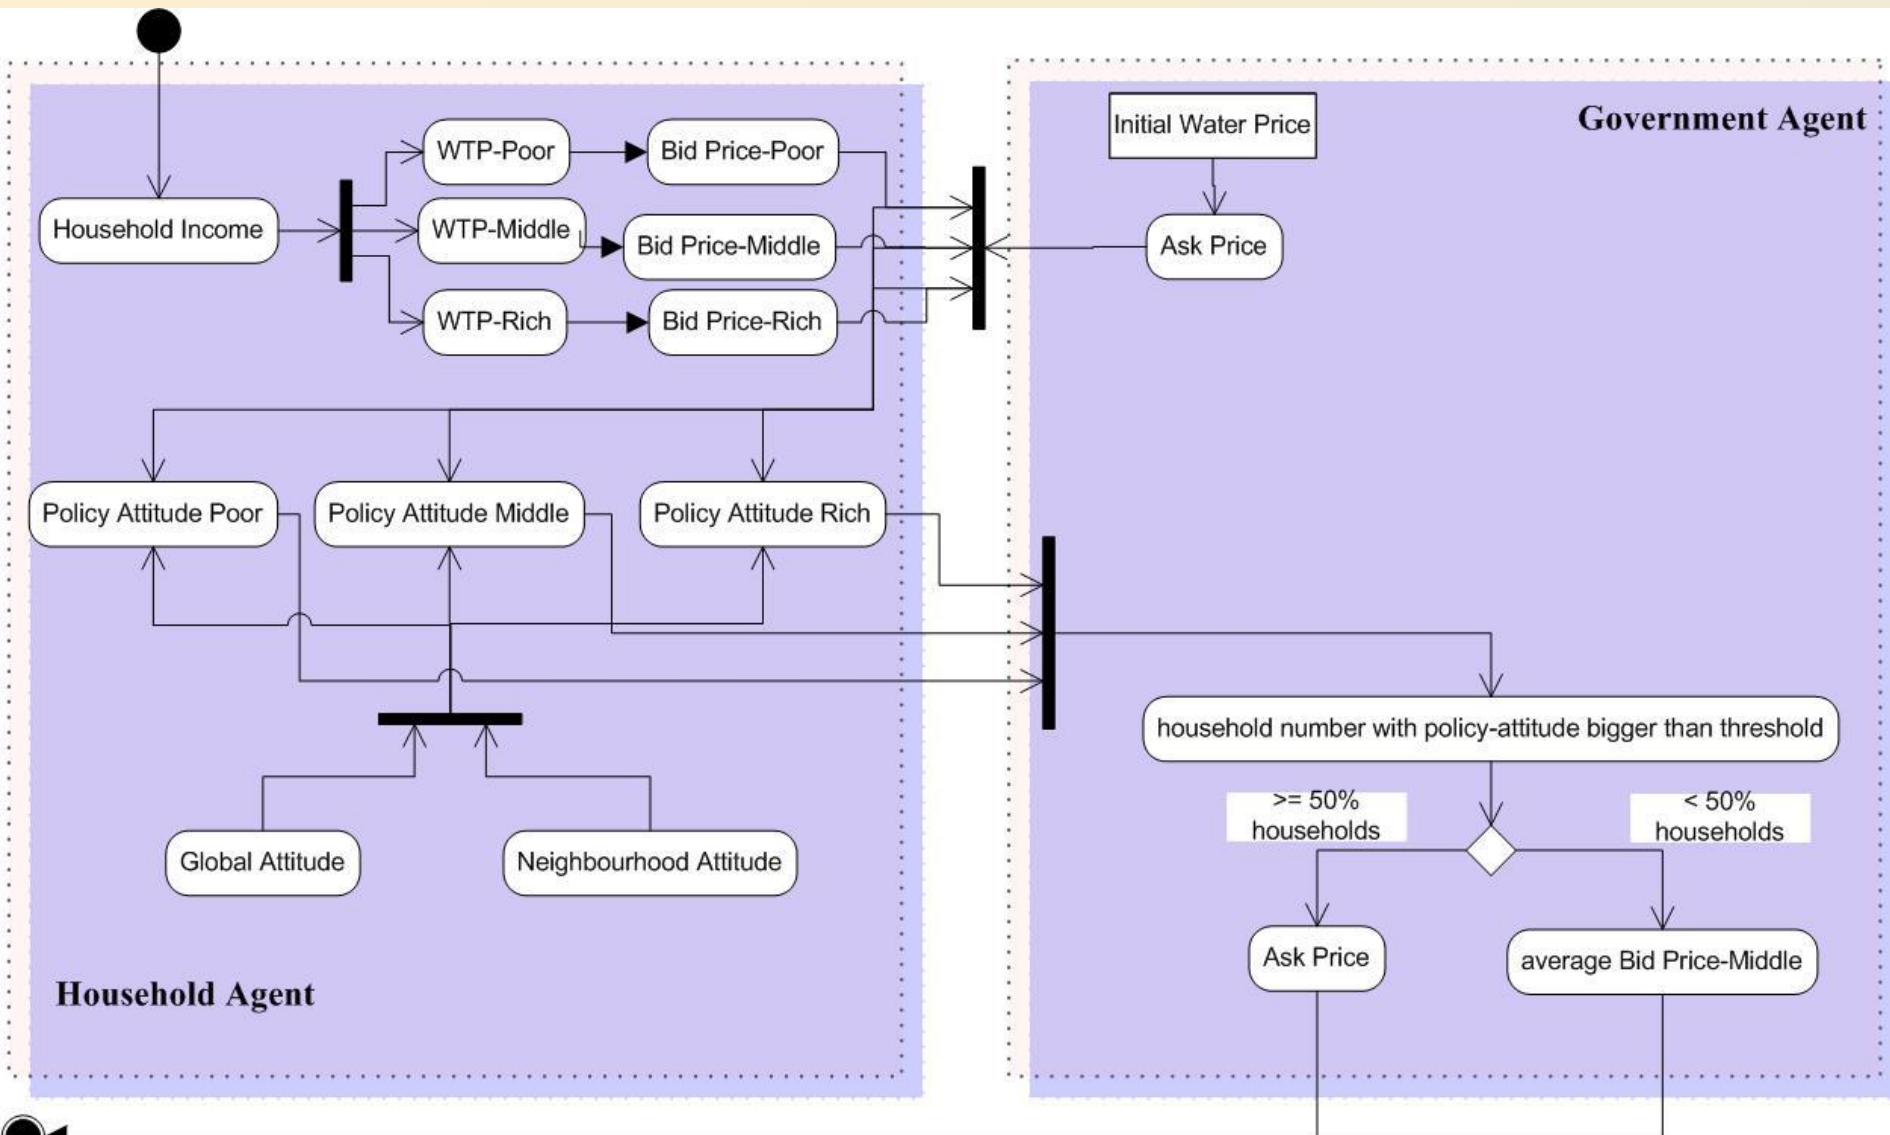 Initial Water Price
Government Agent
WTP-Poor
Bid Price-Poor
Household Income
WTP-Middle
Bid Price-Middle
Ask Price
WTP-Rich
Bid Price-Rich
Policy Attitude Poor
Policy Attitude Middle
Policy Attitude Rich
household number with policy-attitude bigger than threshold
>= 50%
households
< 50%
households
Global Attitude
Neighbourhood Attitude
Ask Price
average Bid Price-Middle
Household Agent